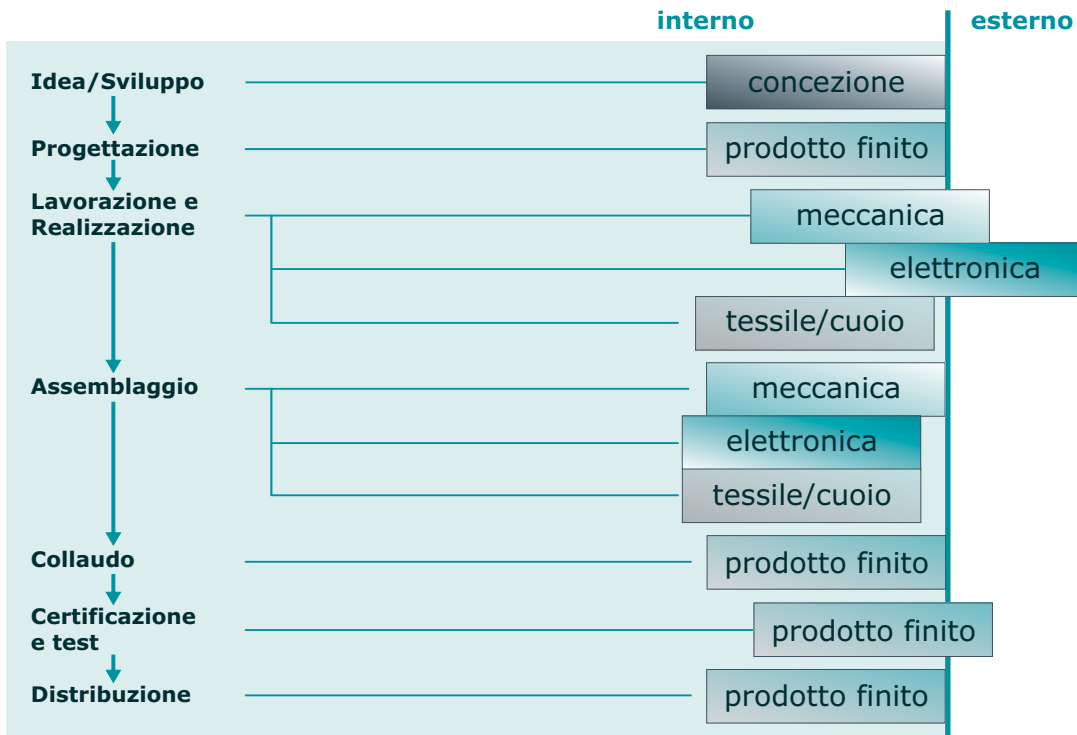 interno esterno
Idea/Sviluppo concezione
Progettazione prodotto finito
Lavorazione e
Realizzazione
meccanica
elettronica
tessile/cuoio
Assemblaggio meccanica
elettronica
tessile/cuoio
Collaudo prodotto finito
Certificazione
e test
prodotto finito
Distribuzione prodotto finito